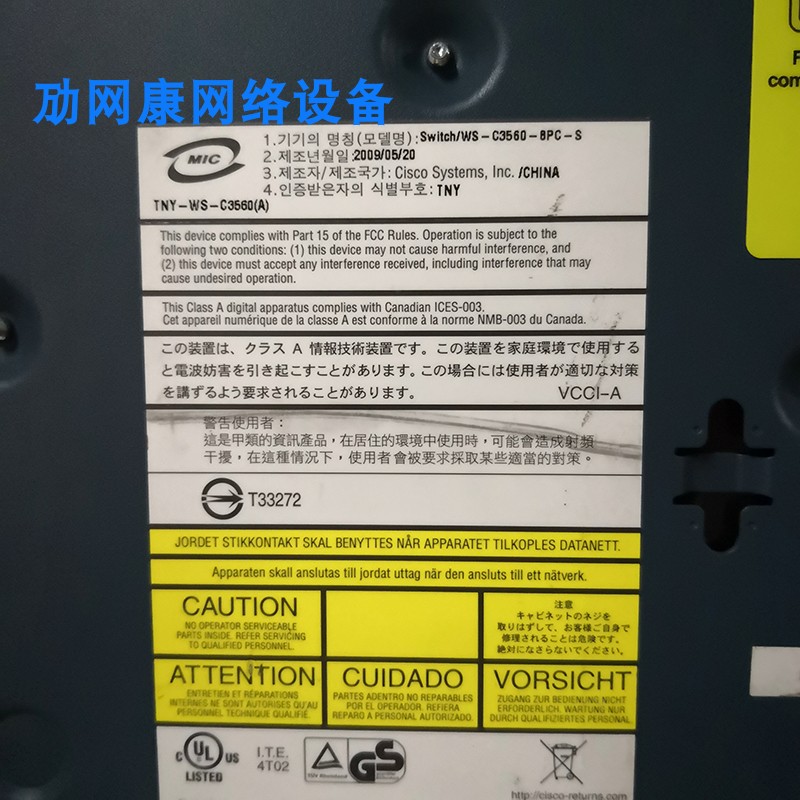 劢网康网络设备
F
com
MIC
1.기기의 명칭(모델명):Switch/WS-C3560-8PC-S
2.제조년월일:2009/05/20
3.제조자/제조국가: Cisco Systems, Inc. /CHINA
4.인증받은자의 식별부호: TNY
TNY-WS-C3560(A)
This device complies with Part 15 of the FCC Rules. Operation is subject to the
following two conditions: (1) this device may not cause harmful interference, and
(2) this device must accept any interference received, including interference that may
cause undesired operation.
This Class A digital apparatus complies with Canadian ICES-003.
Cet appareil numérique de la classe A est conforme à la norme NMB-003 du Canada.
この装置は、クラス A 情報技術装置です。この装置を家庭環境で使用する
と電波妨害を引き起こすことがあります。この場合には使用者が適切な対策
を講ずるよう要求されることがあります。 VCCI-A
警告使用者：
這是甲類的資訊產品，在居住的環境中使用時，可能會造成射頻
干擾，在這種情況下，使用者會被要求採取某些適當的對策。
T33272
JORDET STIKKONTAKT SKAL BENYTTES NÅR APPARATET TILKOPLES DATANETT.
Apparaten skall anslutas till jordat uttag när den ansluts till ett nätverk.
CAUTION
NO OPERATOR SERVICEABLE
PARTS INSIDE. REFER SERVICING
TO QUALIFIED PERSONNEL.
注意
キャビネットのネジを
取りはずして、お客様ご自身で
修理されることは危険です。
絶対にならさないでください。
ATTENTION
ENTRETIEN ET RÉPARATIONS
INTERNES NE SONT AUTORISÉS QU'AU
PERSONNEL TECHNIQUE QUALIFIÉ.
CUIDADO
PARTES ADENTRO NO REPARABLES
POR EL OPERADOR. REFIERA
REPARO A PERSONAL AUTORIZADO.
VORSICHT
ZUGANG ZUR BEDIENUNG NICHT
ERFORDERLICH. WARTUNG NUR
DURCH QUALIFIZIERTES PERSONAL
C UL US
LISTED
I.T.E.
4T02
TÜV Rheinland
GS
http://cisco-returns.com